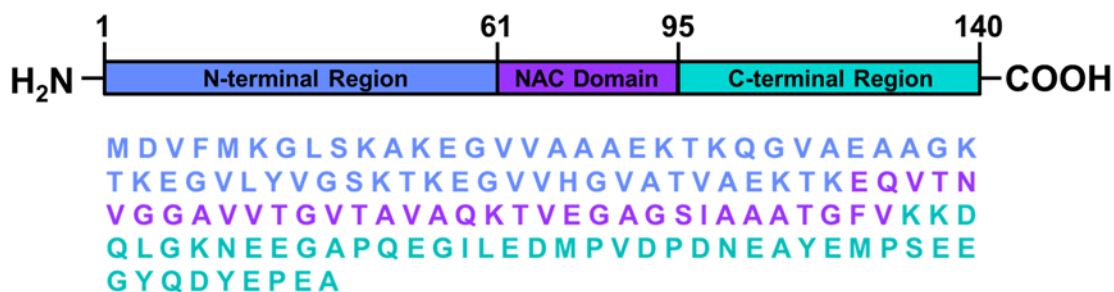 1 61 95 140
H₂N N-terminal Region NAC Domain C-terminal Region COOH
M D V F M K G L S K A K E G V V A A A E K T K Q G V A E A A G K
T K E G V L Y V G S K T K E G V V H G V A T V A E K T K E Q V T N
V G G A V V T G V T A V A Q K T V E G A G S I A A A T G F V K K D
Q L G K N E E G A P Q E G I L E D M P V D P D N E A Y E M P S E E
G Y Q D Y E P E A